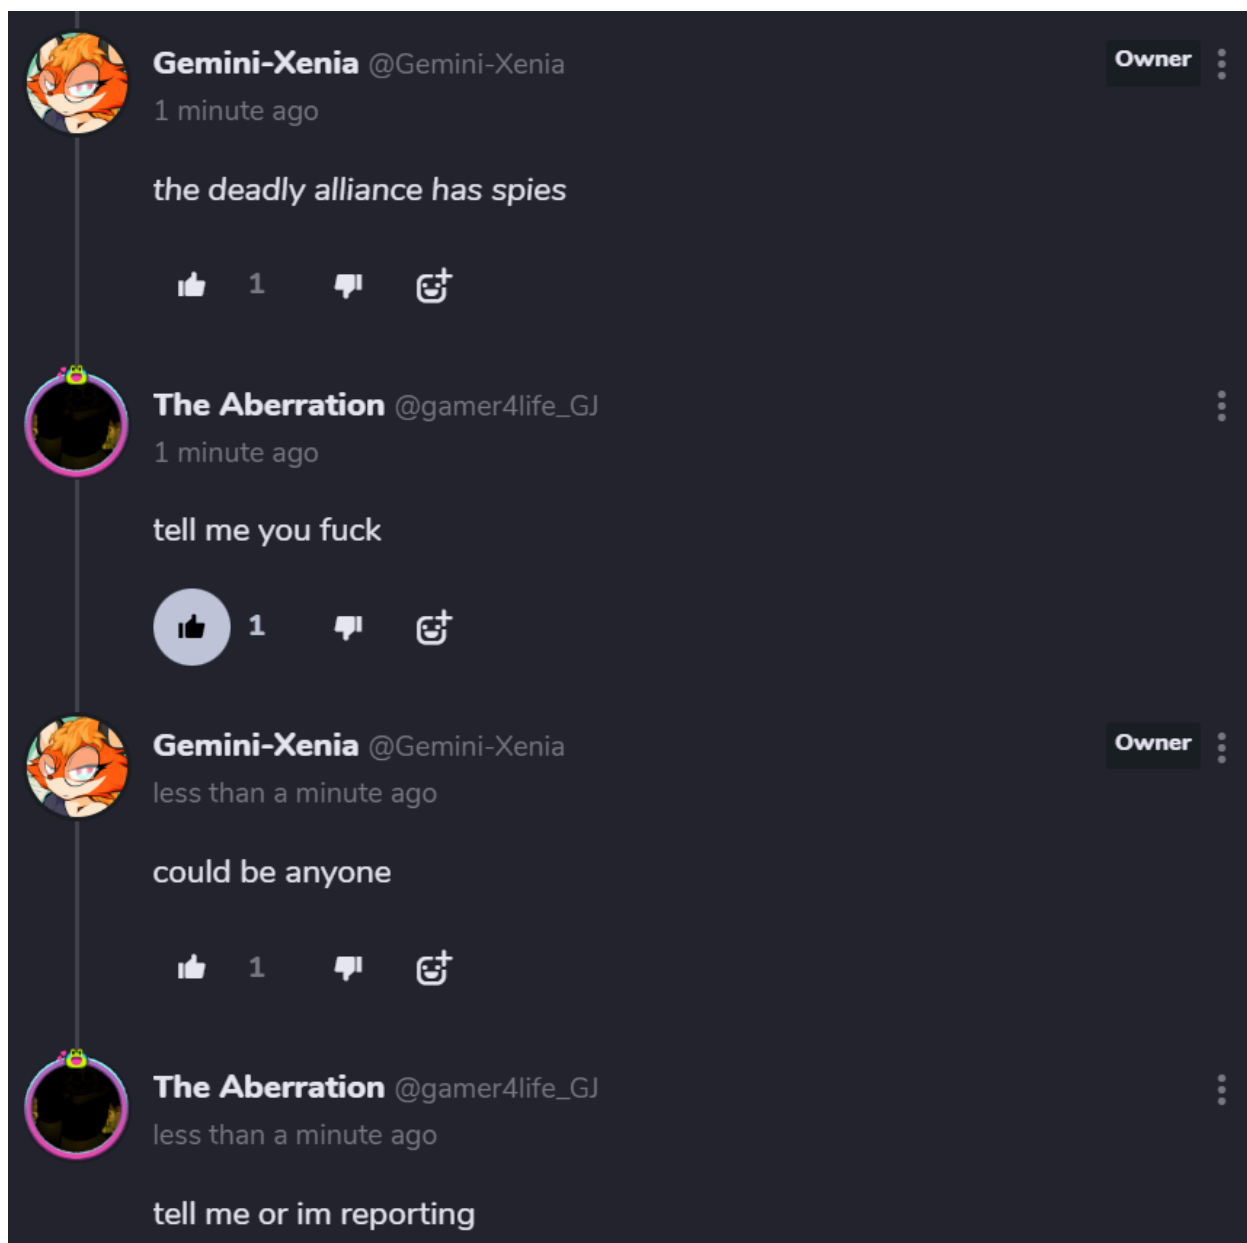 Gemini-Xenia @Gemini-Xenia Owner
1 minute ago
the deadly alliance has spies
1
The Aberration @gamer4life_GJ
1 minute ago
tell me you fuck
1
Gemini-Xenia @Gemini-Xenia Owner
less than a minute ago
could be anyone
1
The Aberration @gamer4life_GJ
less than a minute ago
tell me or im reporting